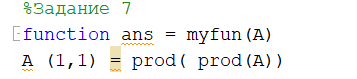 %Задание 7
function ans = myfun(A)
A (1,1) = prod( prod(A))